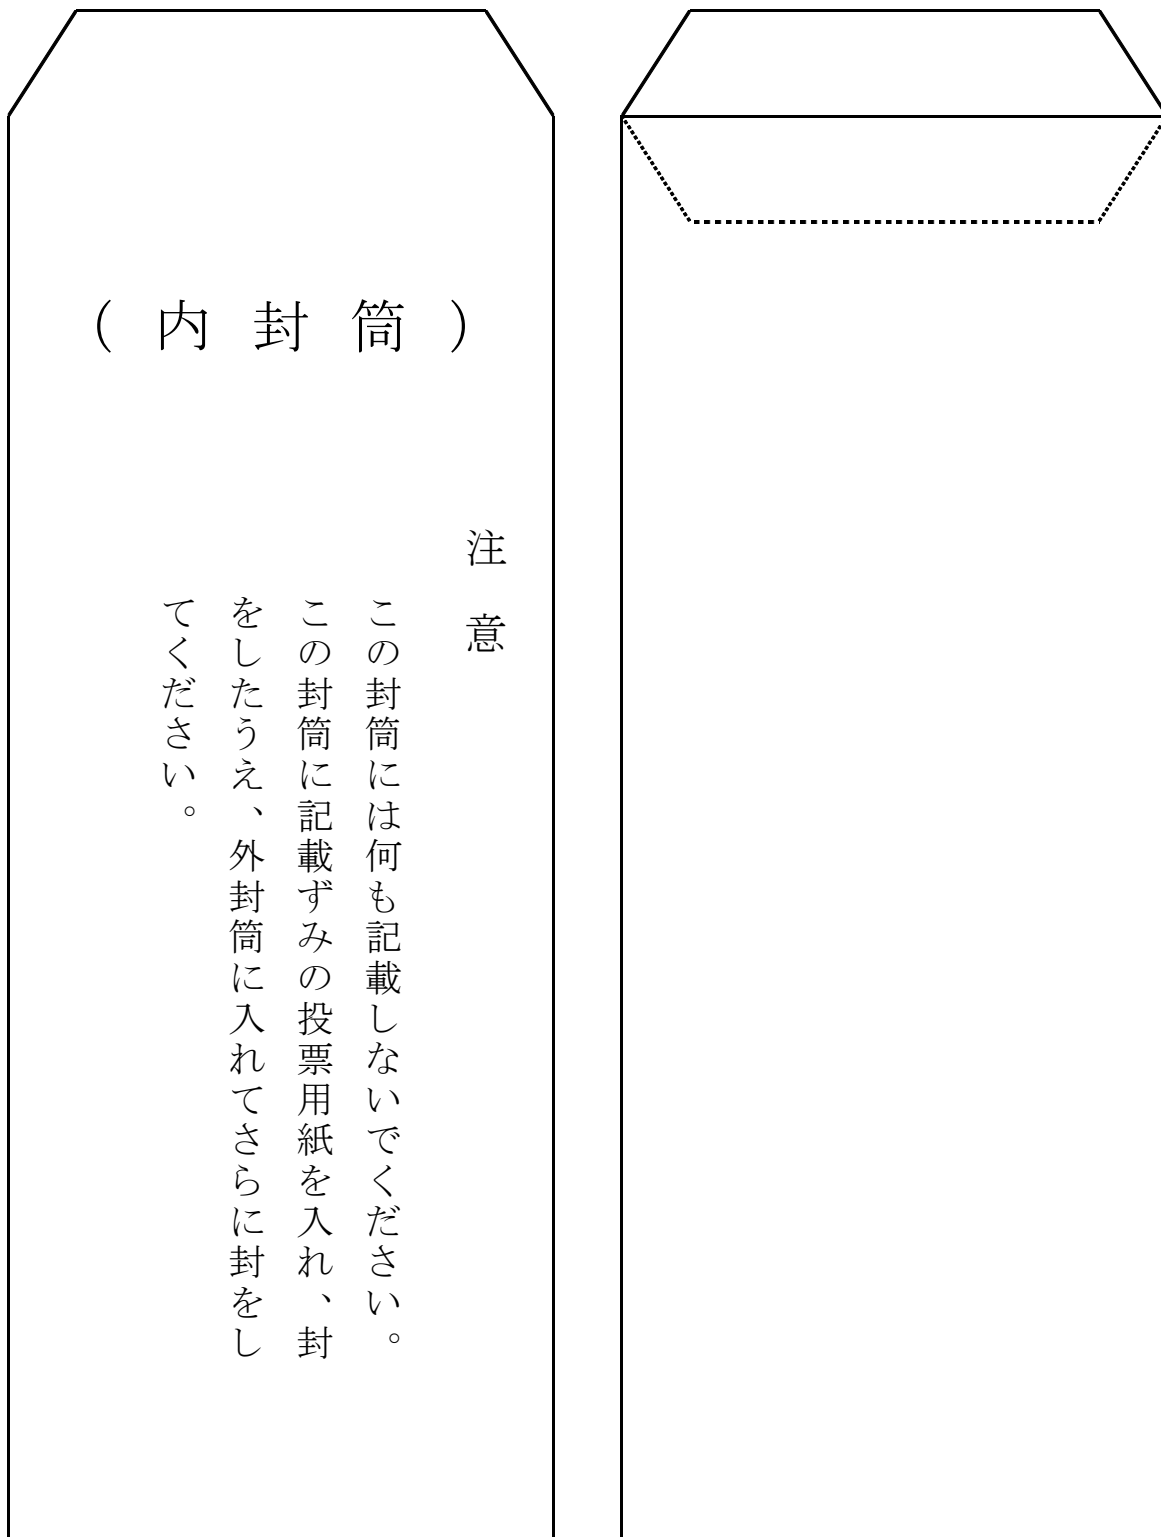 （内封筒）
注意
この封筒には何も記載しないでください。
この封筒に記載ずみの投票用紙を入れ、封
をしたうえ、外封筒に入れてさらに封をし
てください。